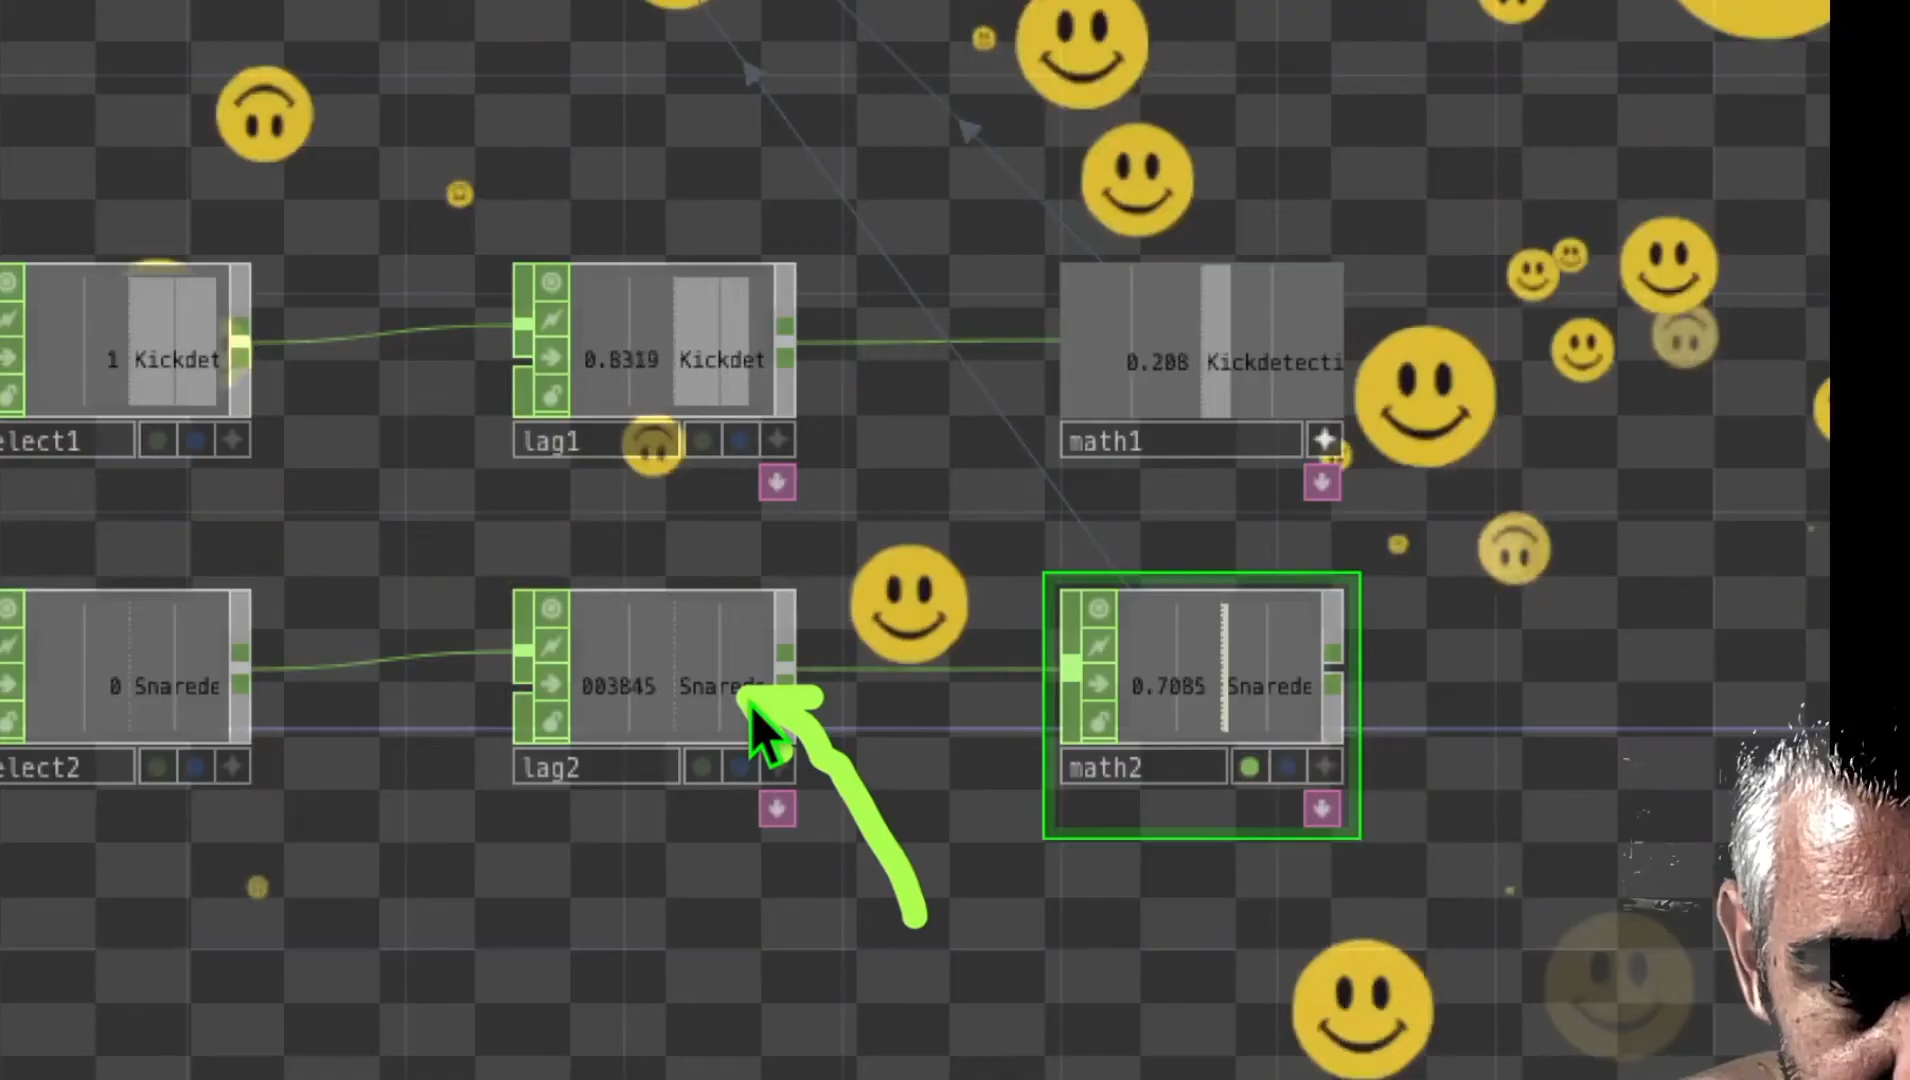 1 Kickdet
0.8319 Kickdet
0.208 Kickdetecti
elect1
lag1
math1
0 Snarede
003845 Snarede
0.7085 Snarede
elect2
lag2
math2